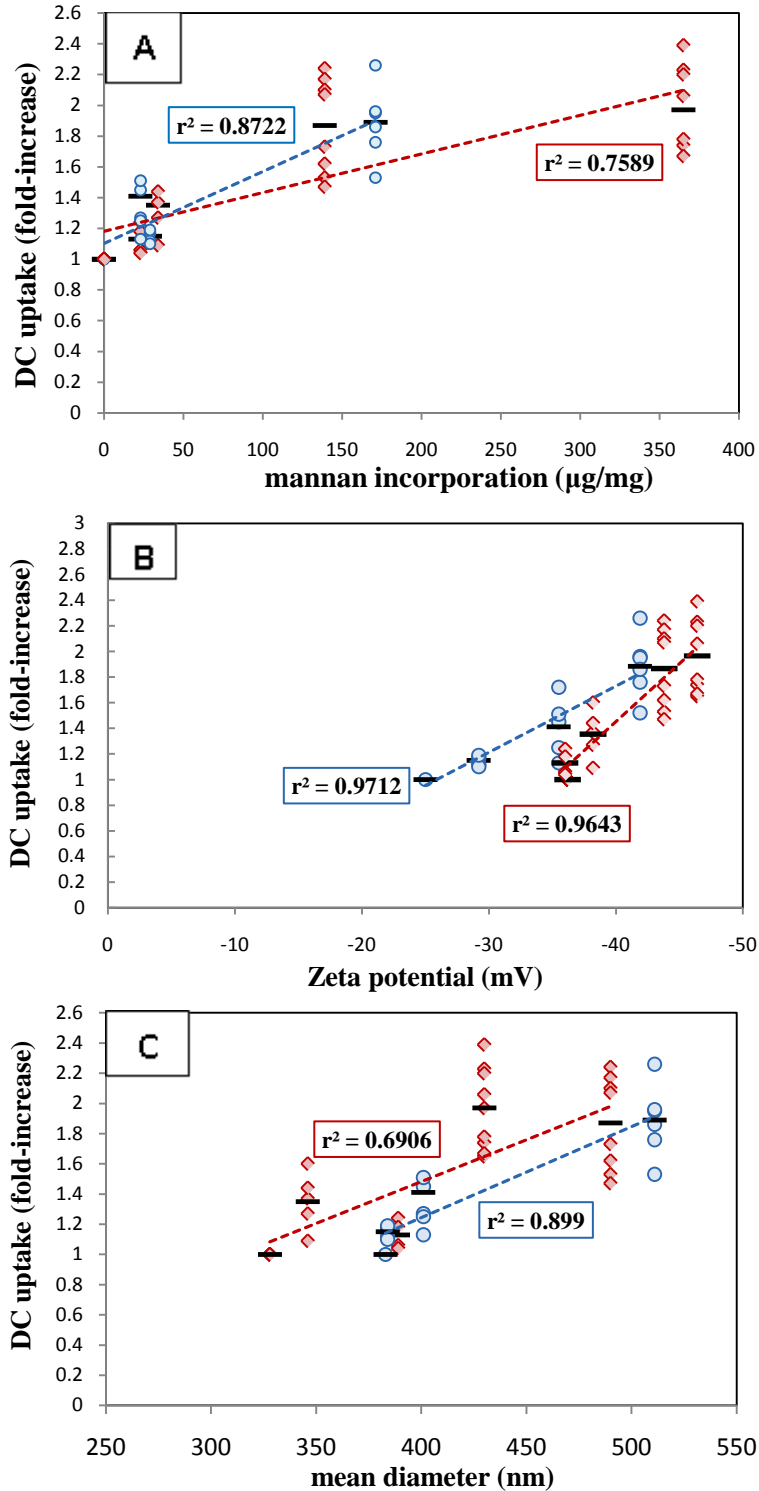 A
DC uptake (fold-increase)
2.6
2.4
2.2
2
1.8
1.6
1.4
1.2
1
0.8
0.6
0.4
0.2
0
r² = 0.8722
r² = 0.7589
0 50 100 150 200 250 300 350 400
mannan incorporation (µg/mg)
B
DC uptake (fold-increase)
3
2.8
2.6
2.4
2.2
2
1.8
1.6
1.4
1.2
1
0.8
0.6
0.4
0.2
0
r² = 0.9712
r² = 0.9643
0 -10 -20 -30 -40 -50
Zeta potential (mV)
C
DC uptake (fold-increase)
2.6
2.4
2.2
2
1.8
1.6
1.4
1.2
1
0.8
0.6
0.4
0.2
0
r² = 0.6906
r² = 0.899
250 300 350 400 450 500 550
mean diameter (nm)